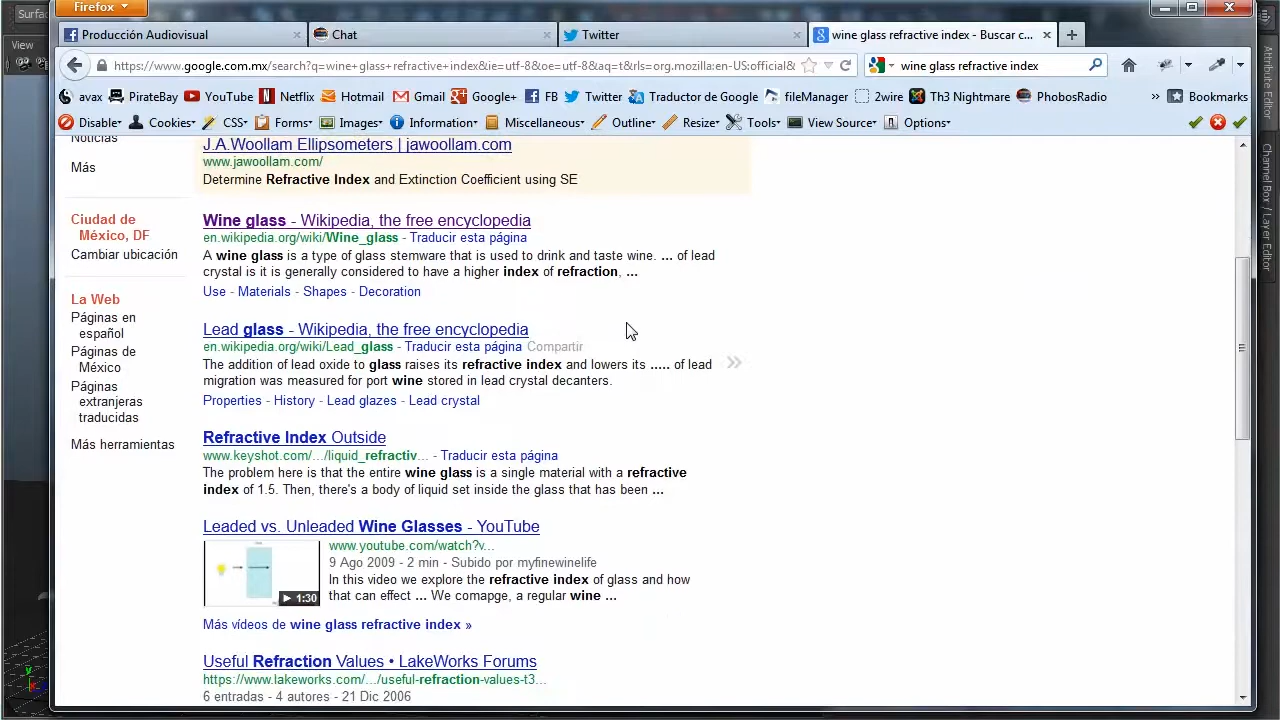 Surfac
Firefox
Producción Audiovisual
Chat
Twitter
wine glass refractive index - Buscar c...
View
https://www.google.com.mx/search?q=wine+glass+refractive+index&ie=utf-8&oe=utf-8&aq=t&rls=org.mozilla:en-US:official&
wine glass refractive index
avax PirateBay YouTube Netflix Hotmail Gmail Google+ FB Twitter Traductor de Google fileManager 2wire Th3 Nightmare PhobosRadio » Bookmarks
Disable Cookies CSS Forms Images Information Miscellaneous Outline Resize Tools View Source Options
Attribute Editor
Channel Box / Layer Editor
Noticias
Más
Ciudad de
México, DF
Cambiar ubicación
La Web
Páginas en
español
Páginas de
México
Páginas
extranjeras
traducidas
Más herramientas
J.A.Woollam Ellipsometers | jawoollam.com
www.jawoollam.com/
Determine Refractive Index and Extinction Coefficient using SE
Wine glass - Wikipedia, the free encyclopedia
en.wikipedia.org/wiki/Wine_glass - Traducir esta página
A wine glass is a type of glass stemware that is used to drink and taste wine. ... of lead
crystal is it is generally considered to have a higher index of refraction, ...
Use - Materials - Shapes - Decoration
Lead glass - Wikipedia, the free encyclopedia
en.wikipedia.org/wiki/Lead_glass - Traducir esta página Compartir
The addition of lead oxide to glass raises its refractive index and lowers its ..... of lead
migration was measured for port wine stored in lead crystal decanters.
Properties - History - Lead glazes - Lead crystal
Refractive Index Outside
www.keyshot.com/.../liquid_refractiv... - Traducir esta página
The problem here is that the entire wine glass is a single material with a refractive
index of 1.5. Then, there's a body of liquid set inside the glass that has been ...
Leaded vs. Unleaded Wine Glasses - YouTube
www.youtube.com/watch?v...
9 Ago 2009 - 2 min - Subido por myfinewinelife
In this video we explore the refractive index of glass and how
that can effect ... We comapge, a regular wine ...
1:30
Más vídeos de wine glass refractive index »
Useful Refraction Values • LakeWorks Forums
https://www.lakeworks.com/.../useful-refraction-values-t3...
6 entradas - 4 autores - 21 Dic 2006